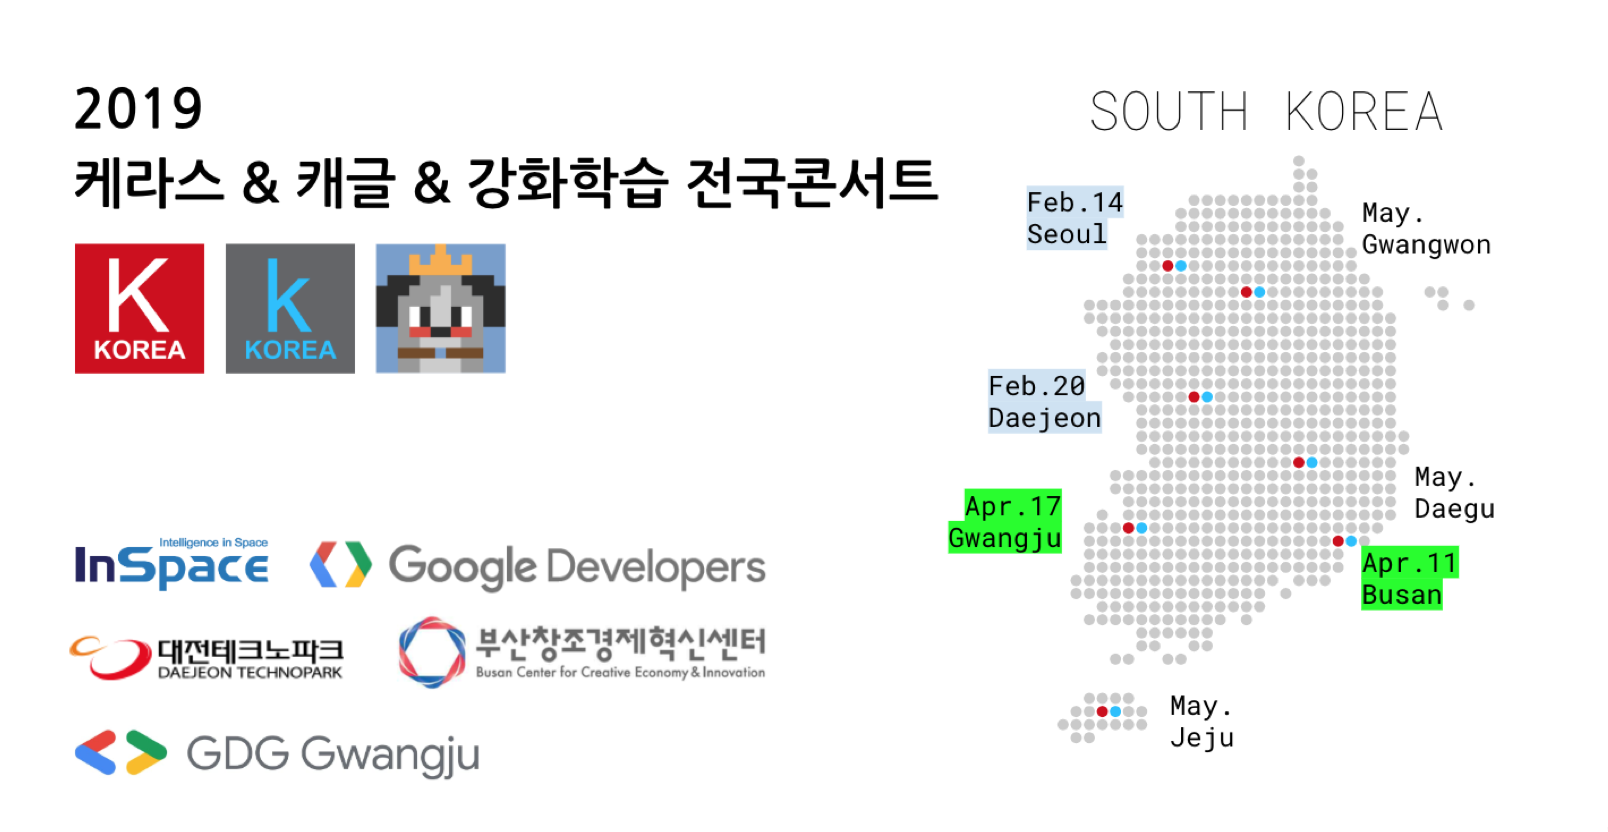 2019
케라스 & 캐글 & 강화학습 전국콘서트
K
KOREA
k
KOREA
Intelligence in Space
InSpace
Google Developers
대전테크노파크
DAEJEON TECHNOPARK
부산창조경제혁신센터
Busan Center for Creative Economy & Innovation
GDG Gwangju
SOUTH KOREA
Feb.14
Seoul
May.
Gwangwon
Feb.20
Daejeon
May.
Daegu
Apr.17
Gwangju
Apr.11
Busan
May.
Jeju